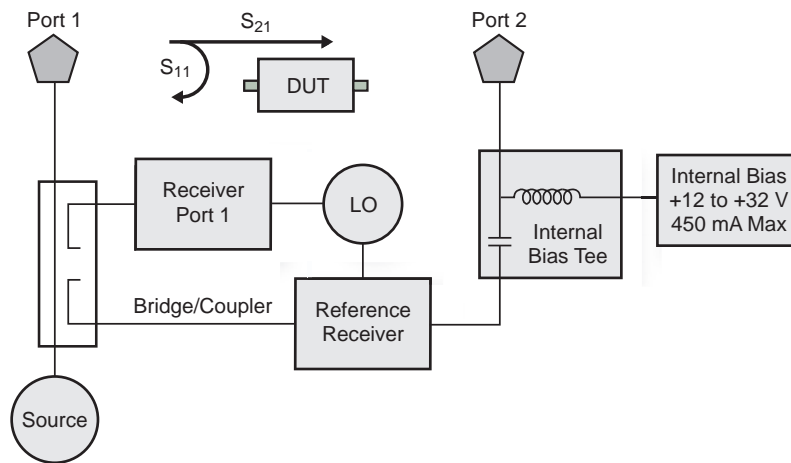 Port 1
S21
Port 2
S11
DUT
Receiver
Port 1
LO
Internal Bias
+12 to +32 V
450 mA Max
Internal
Bias Tee
Bridge/Coupler
Reference
Receiver
Source